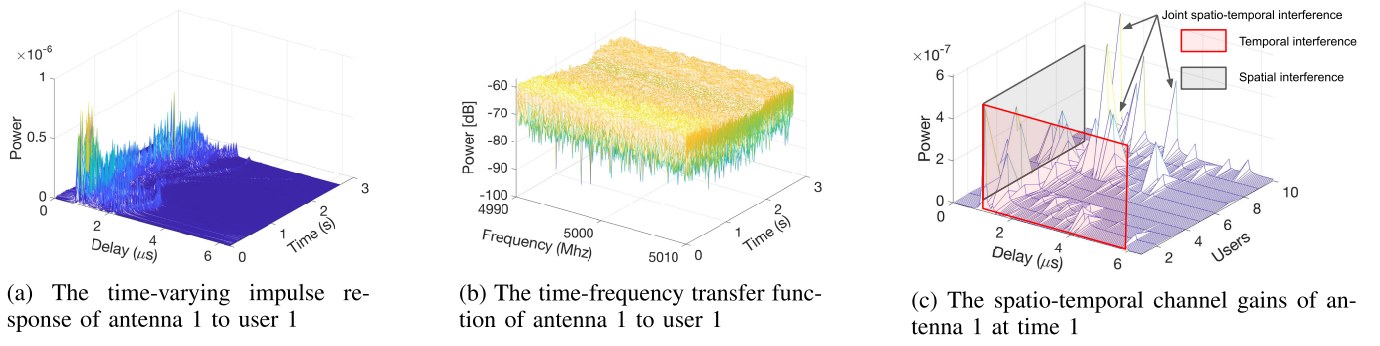 ×10⁻⁶
1
0.5
0
Power
0
2
4
6
Delay (μs)
0
1
2
3
Time (s)
(a) The time-varying impulse re-
sponse of antenna 1 to user 1
-60
-70
-80
-90
-100
Power [dB]
4990
5000
5010
Frequency (Mhz)
0
1
2
3
Time (s)
(b) The time-frequency transfer func-
tion of antenna 1 to user 1
Joint spatio-temporal interference
Temporal interference
Spatial interference
×10⁻⁷
6
4
2
0
Power
0
2
4
6
Delay (μs)
2
4
6
8
10
Users
(c) The spatio-temporal channel gains of an-
tenna 1 at time 1